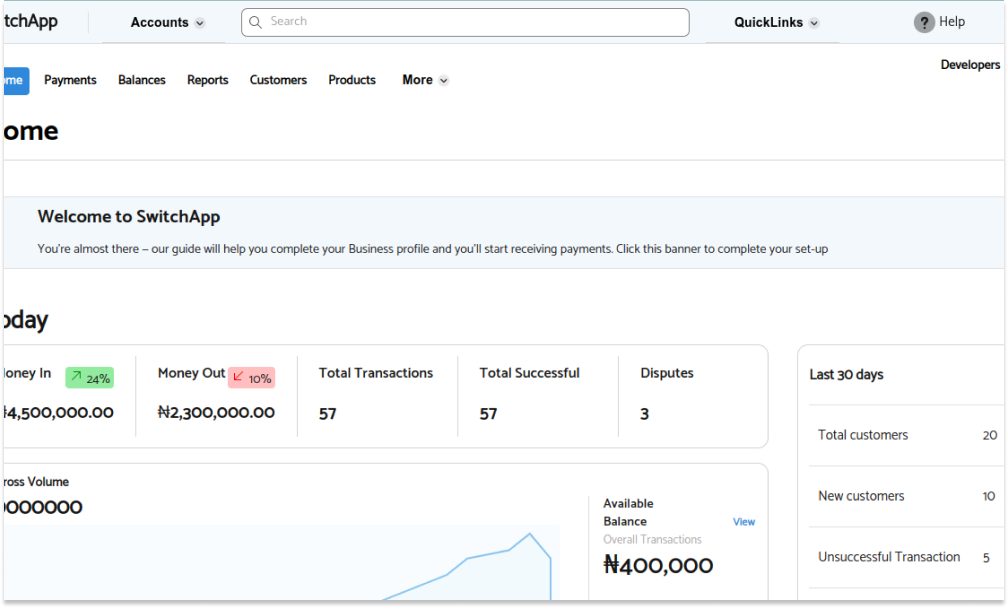 tchApp
Accounts
Search
QuickLinks
? Help
Developers
ome
Payments
Balances
Reports
Customers
Products
More
ome
Welcome to SwitchApp
You're almost there – our guide will help you complete your Business profile and you'll start receiving payments. Click this banner to complete your set-up
oday
oney In
24%
₦4,500,000.00
Money Out
10%
₦2,300,000.00
Total Transactions
57
Total Successful
57
Disputes
3
Last 30 days
Total customers 20
New customers 10
Unsuccessful Transaction 5
ross Volume
0000000
Available
Balance
View
Overall Transactions
₦400,000